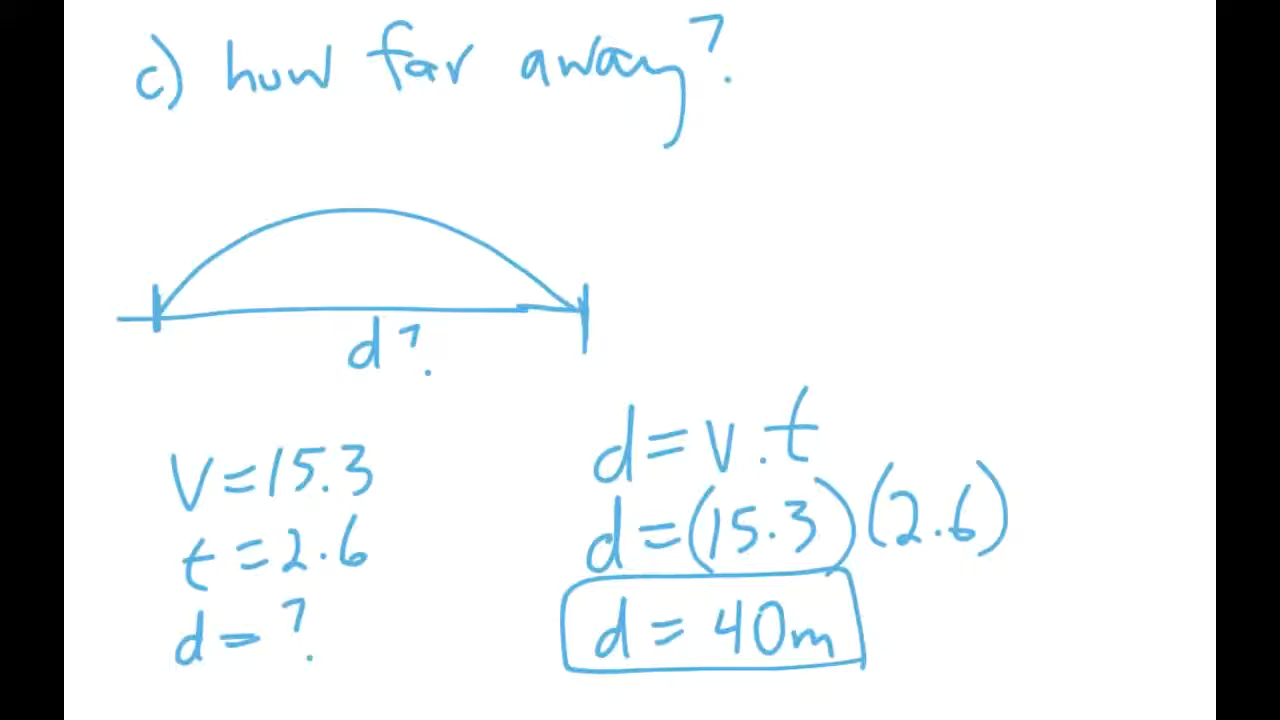 c) how far away?
d?
V=15.3
t=2.6
d=?
d=v.t
d=(15.3)(2.6)
d=40m